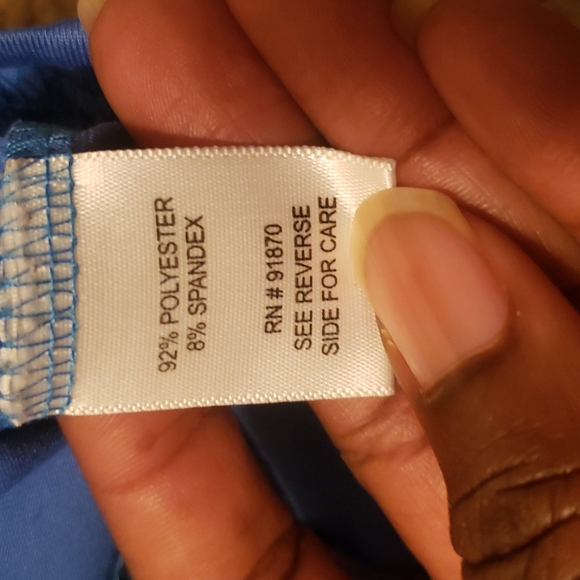 92% POLYESTER
8% SPANDEX
RN # 91870
SEE REVERSE
SIDE FOR CARE